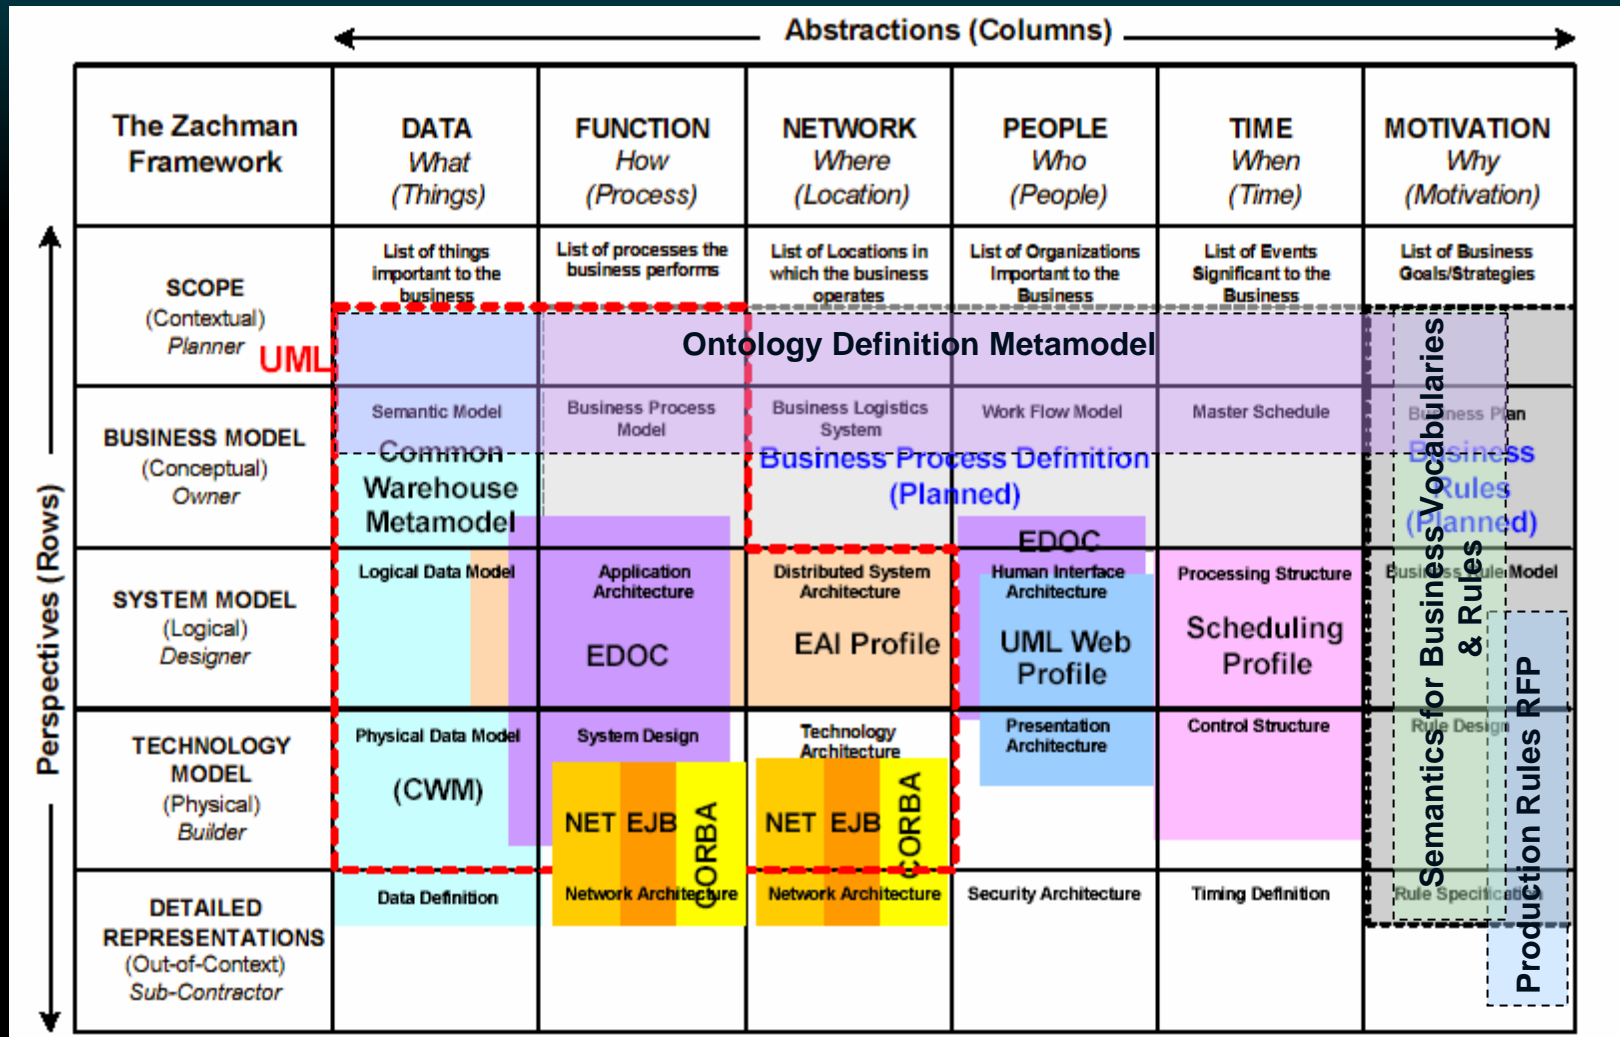 Abstractions (Columns)
The Zachman
Framework
DATA
What
(Things)
FUNCTION
How
(Process)
NETWORK
Where
(Location)
PEOPLE
Who
(People)
TIME
When
(Time)
MOTIVATION
Why
(Motivation)
Perspectives (Rows)
SCOPE
(Contextual)
Planner
UML
List of things
important to the
business
List of processes the
business performs
List of Locations in
which the business
operates
List of Organizations
Important to the
Business
List of Events
Significant to the
Business
List of Business
Goals/Strategies
Ontology Definition Metamodel
BUSINESS MODEL
(Conceptual)
Owner
Semantic Model
Common
Warehouse
Metamodel
Business Process
Model
Business Logistics
System
Work Flow Model
Master Schedule
Business Plan
Business Process Definition
(Planned)
Business
Rules
(Planned)
EDOC
SYSTEM MODEL
(Logical)
Designer
Logical Data Model
Application
Architecture
EDOC
Distributed System
Architecture
EAI Profile
Human Interface
Architecture
UML Web
Profile
Processing Structure
Scheduling
Profile
Business Rule Model
Semantics for Business Vocabularies
& Rules
TECHNOLOGY
MODEL
(Physical)
Builder
Physical Data Model
(CWM)
System Design
NET EJB
CORBA
Technology
Architecture
NET EJB
CORBA
Presentation
Architecture
Control Structure
Rule Design
Production Rules RFP
DETAILED
REPRESENTATIONS
(Out-of-Context)
Sub-Contractor
Data Definition
Network Architecture
Network Architecture
Security Architecture
Timing Definition
Rule Specification